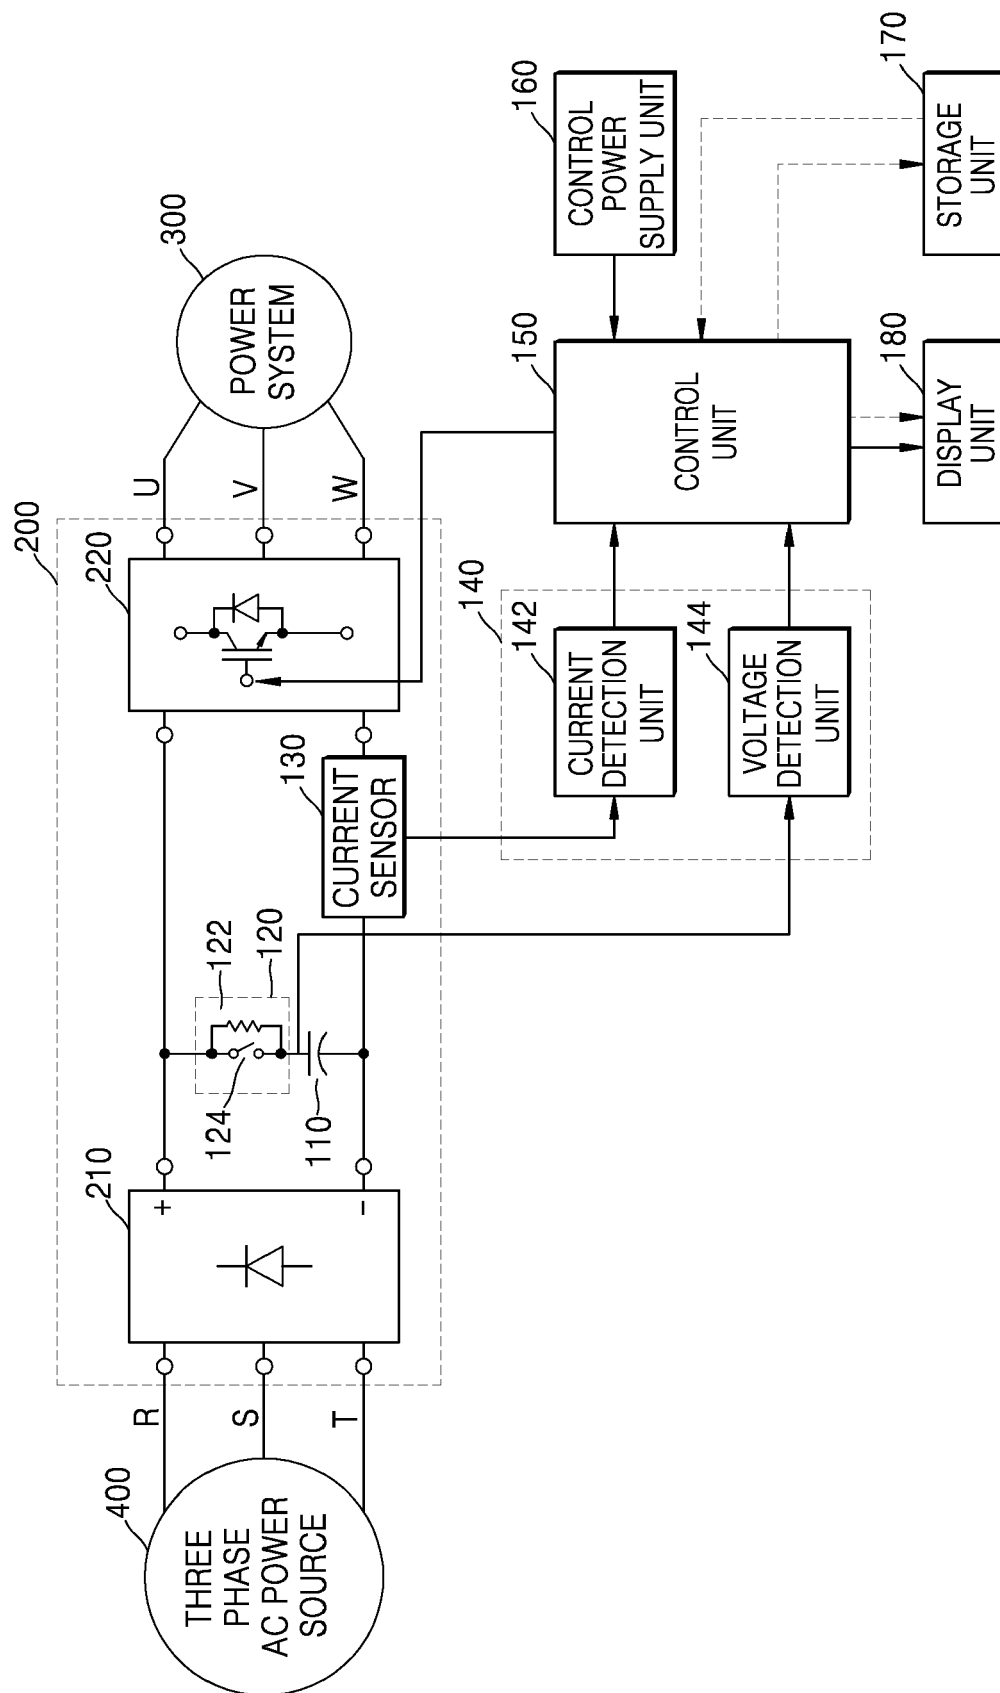 400
THREE
PHASE
AC POWER
SOURCE
R
S
T
210
+
-
200
122
120
124
110
130
CURRENT
SENSOR
220
U
V
W
300
POWER
SYSTEM
140
142
CURRENT
DETECTION
UNIT
144
VOLTAGE
DETECTION
UNIT
150
CONTROL
UNIT
160
CONTROL
POWER
SUPPLY UNIT
180
DISPLAY
UNIT
170
STORAGE
UNIT